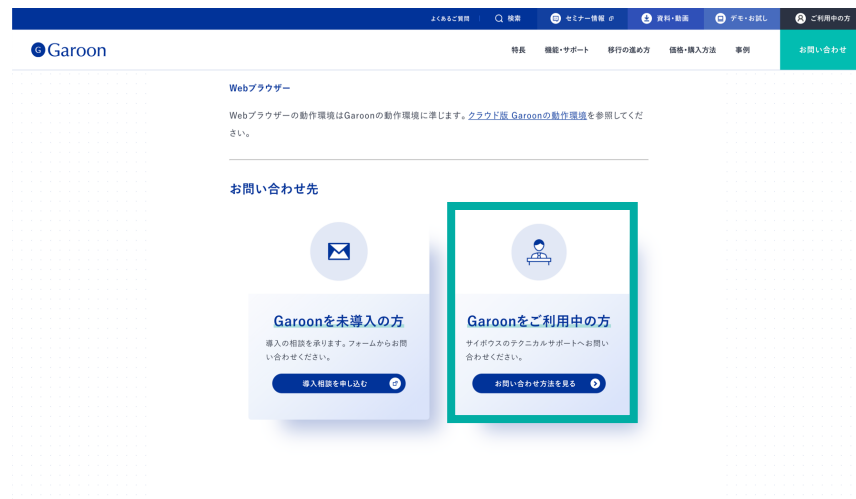 よくあるご質問
検索
セミナー情報
資料・動画
デモ・お試し
ご利用中の方
G Garoon
特長
機能・サポート
移行の進め方
価格・購入方法
事例
お問い合わせ
Webブラウザー
Webブラウザーの動作環境はGaroonの動作環境に準じます。クラウド版 Garoonの動作環境を参照してくだ
さい。
お問い合わせ先
Garoonを未導入の方
導入の相談を承ります。フォームからお問
い合わせください。
導入相談を申し込む
Garoonをご利用中の方
サイボウズのテクニカルサポートへお問い
合わせください。
お問い合わせ方法を見る